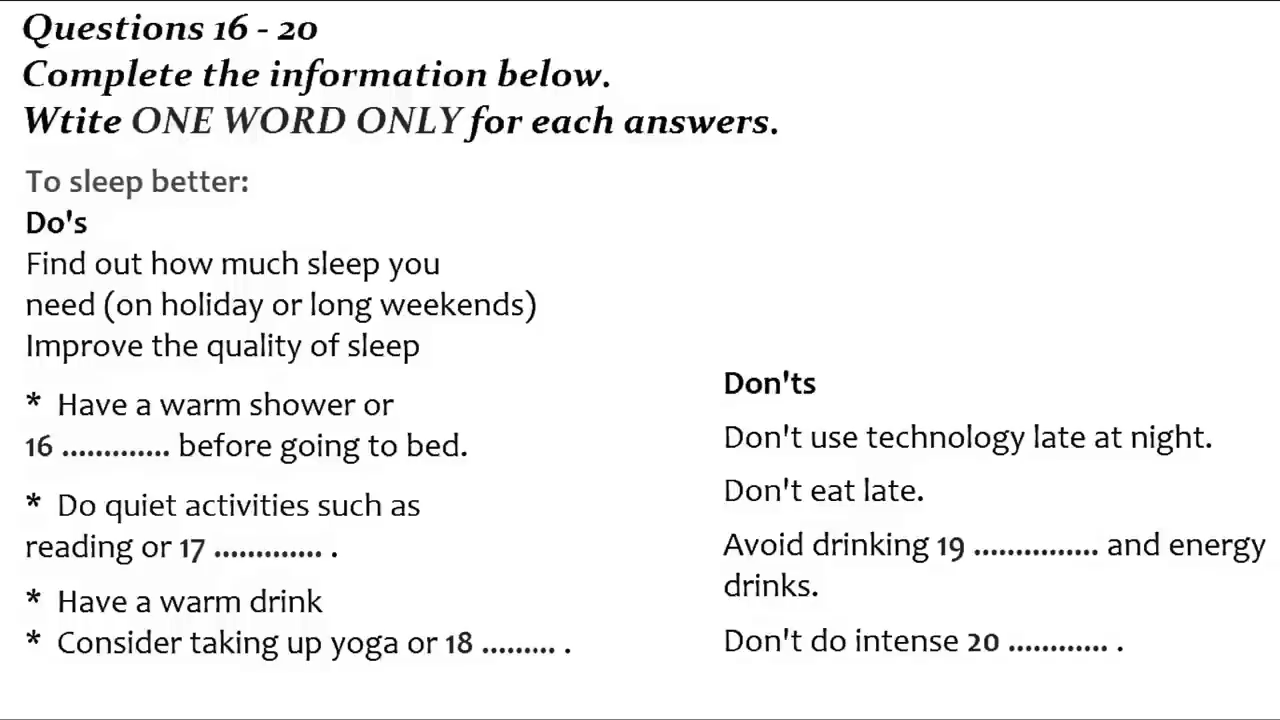 Questions 16 - 20
Complete the information below.
Wtite ONE WORD ONLY for each answers.
To sleep better:
Do's
Find out how much sleep you
need (on holiday or long weekends)
Improve the quality of sleep
* Have a warm shower or
16 ............. before going to bed.
* Do quiet activities such as
reading or 17 ............. .
* Have a warm drink
* Consider taking up yoga or 18 ......... .
Don'ts
Don't use technology late at night.
Don't eat late.
Avoid drinking 19 ............... and energy
drinks.
Don't do intense 20 ............ .